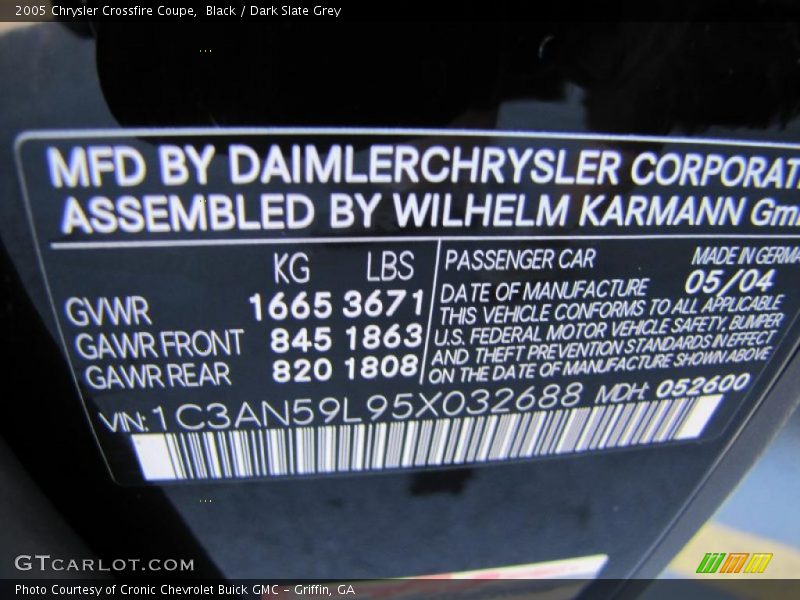 2005 Chrysler Crossfire Coupe, Black / Dark Slate Grey
MFD BY DAIMLERCHRYSLER CORPORAT
ASSEMBLED BY WILHELM KARMANN Gm
KG LBS
GVWR 1665 3671
GAWR FRONT 845 1863
GAWR REAR 820 1808
PASSENGER CAR MADE IN GERMA
DATE OF MANUFACTURE 05/04
THIS VEHICLE CONFORMS TO ALL APPLICABLE
U.S. FEDERAL MOTOR VEHICLE SAFETY, BUMPER
AND THEFT PREVENTION STANDARDS IN EFFECT
ON THE DATE OF MANUFACTURE SHOWN ABOVE
VIN: 1C3AN59L95X032688 MDH: 052600
GTCARLOT.COM
Photo Courtesy of Cronic Chevrolet Buick GMC - Griffin, GA